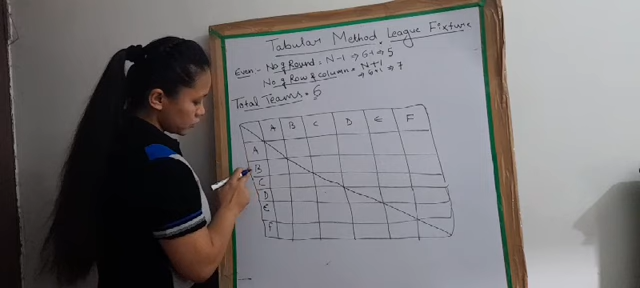 Tabular Method. League Fixture
Even - No of Round = N-1 → 6-1 → 5
No of Row & column = N+1
→ 6+1 → 7
Total Teams = 6
A B C D E F
A
B
C
D
E
F